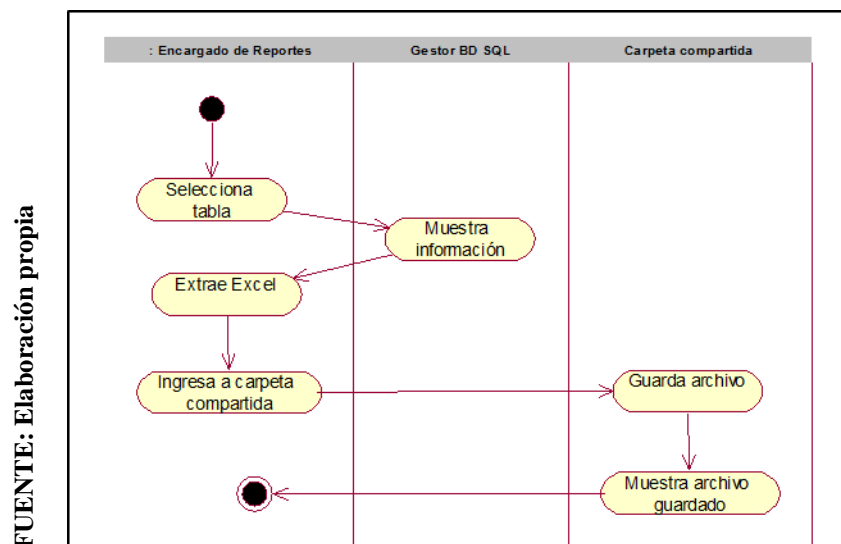 : Encargado de Reportes
Gestor BD SQL
Carpeta compartida
Selecciona
tabla
Muestra
información
Extrae Excel
Ingresa a carpeta
compartida
Guarda archivo
Muestra archivo
guardado
FUENTE: Elaboración propia